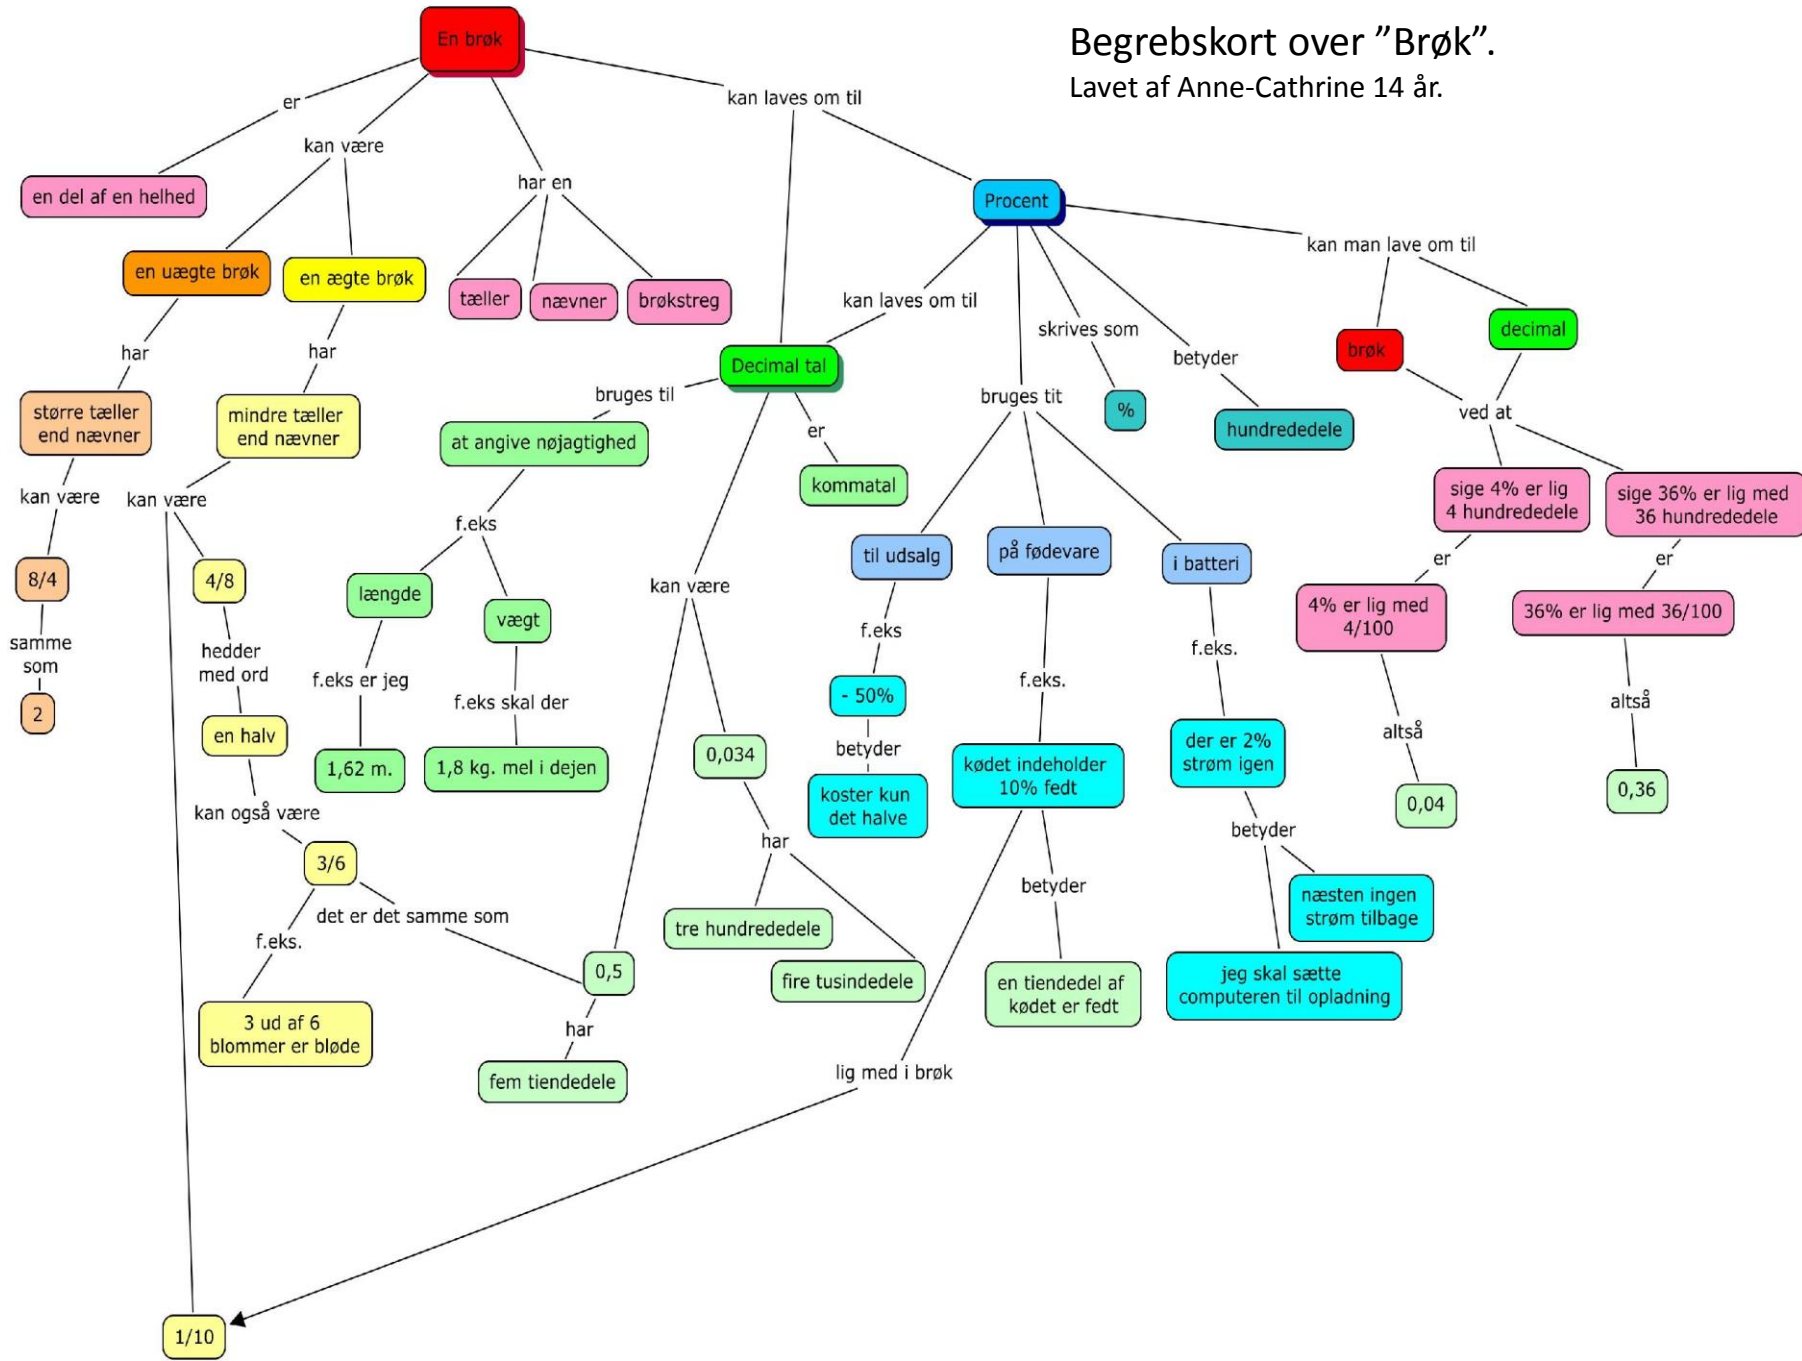 Begrebskort over ”Brøk”.
Lavet af Anne-Cathrine 14 år.
En brøk
er
en del af en helhed
kan være
en uægte brøk
har
større tæller
end nævner
kan være
8/4
samme
som
2
en ægte brøk
har
mindre tæller
end nævner
kan være
4/8
hedder
med ord
en halv
kan også være
3/6
f.eks.
3 ud af 6
blommer er bløde
det er det samme som
0,5
har
fem tiendedele
1/10
har en
tæller
nævner
brøkstreg
kan laves om til
Decimal tal
bruges til
at angive nøjagtighed
f.eks
længde
f.eks er jeg
1,62 m.
vægt
f.eks skal der
1,8 kg. mel i dejen
er
kommatal
kan være
0,034
har
tre hundrededele
fire tusindedele
Procent
kan laves om til
bruges tit
til udsalg
f.eks
- 50%
betyder
koster kun
det halve
på fødevare
f.eks.
kødet indeholder
10% fedt
betyder
en tiendedel af
kødet er fedt
lig med i brøk
i batteri
f.eks.
der er 2%
strøm igen
betyder
næsten ingen
strøm tilbage
jeg skal sætte
computeren til opladning
skrives som
%
betyder
hundrededele
kan man lave om til
brøk
decimal
ved at
sige 4% er lig
4 hundrededele
er
4% er lig med
4/100
altså
0,04
sige 36% er lig med
36 hundrededele
er
36% er lig med 36/100
altså
0,36